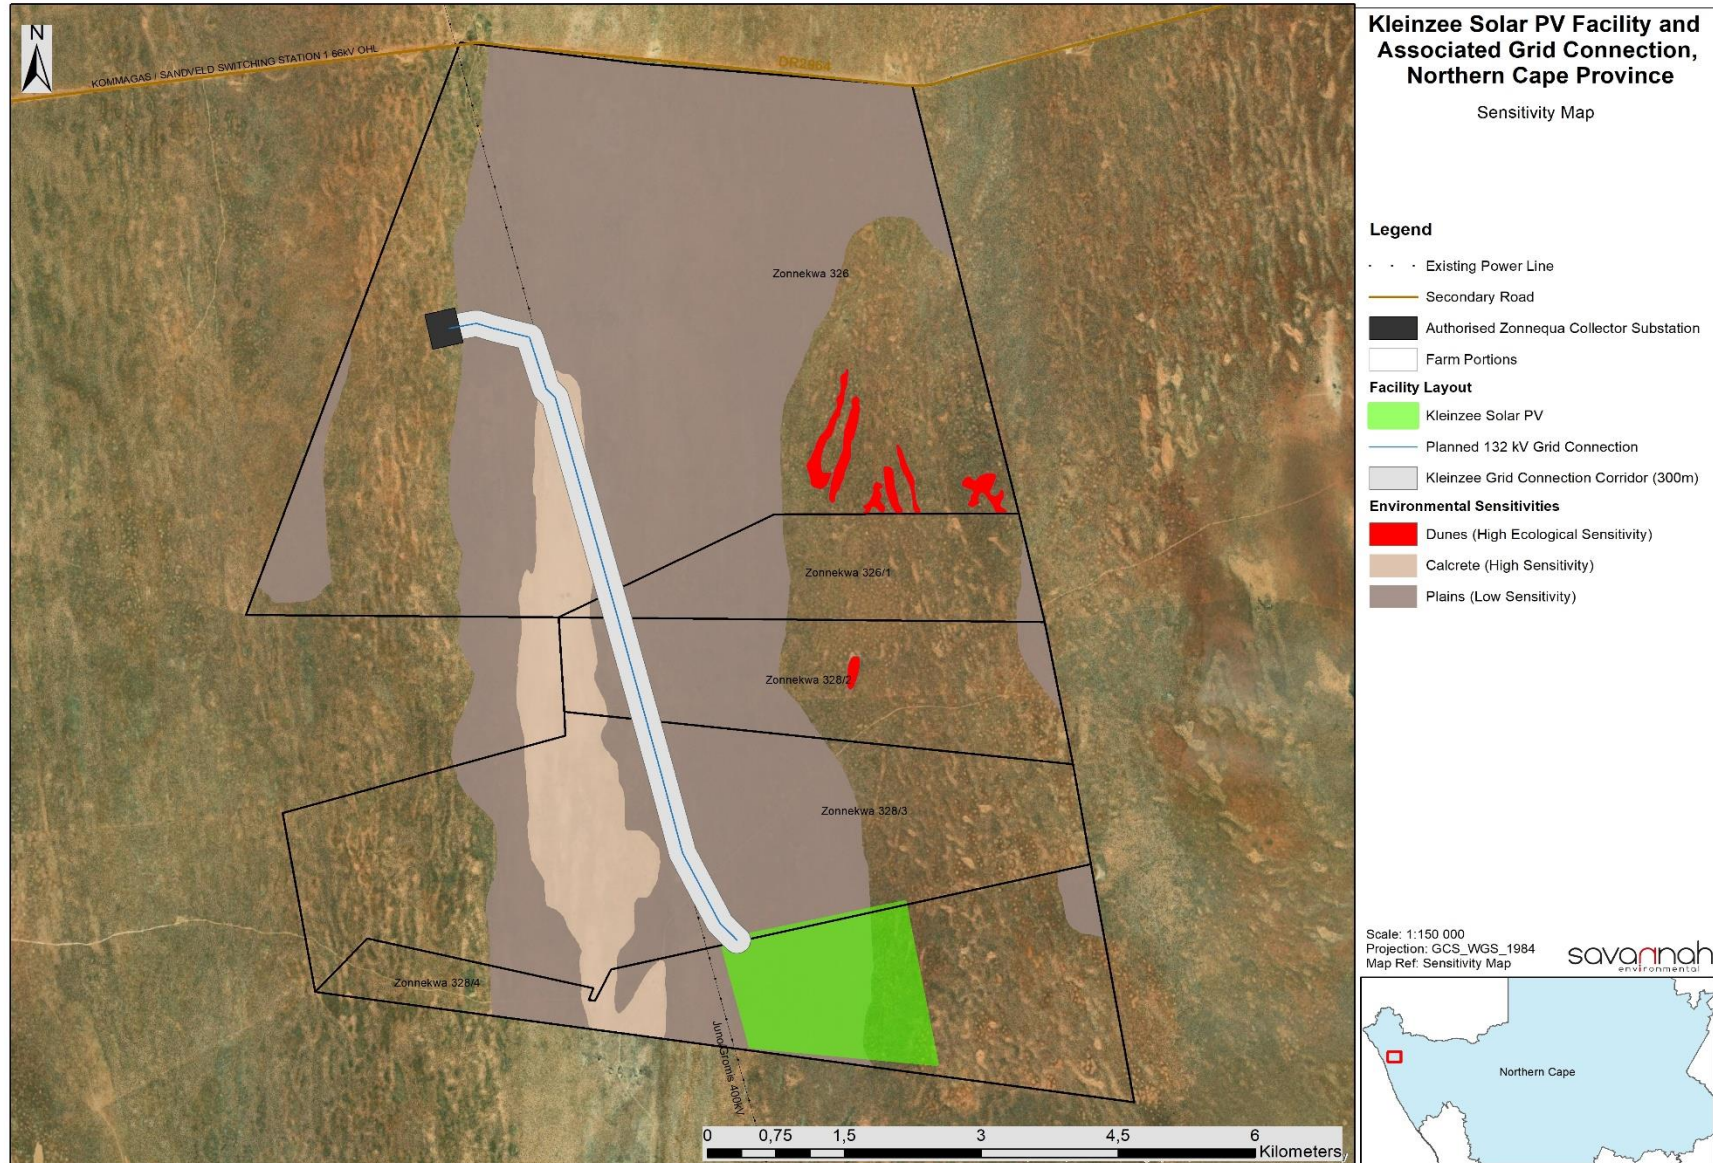 Kleinzee Solar PV Facility and
Associated Grid Connection,
Northern Cape Province
Sensitivity Map
N
KOMMAGAS / SANDVELD SWITCHING STATION 1 66kV OHL
DR2964
Zonnekwa 326
Zonnekwa 326/1
Zonnekwa 328/2
Zonnekwa 328/3
Zonnekwa 328/4
Juno Gromis 400kV
0 0,75 1,5 3 4,5 6
Kilometers
Legend
Existing Power Line
Secondary Road
Authorised Zonnequa Collector Substation
Farm Portions
Facility Layout
Kleinzee Solar PV
Planned 132 kV Grid Connection
Kleinzee Grid Connection Corridor (300m)
Environmental Sensitivities
Dunes (High Ecological Sensitivity)
Calcrete (High Sensitivity)
Plains (Low Sensitivity)
Scale: 1:150 000
Projection: GCS_WGS_1984
Map Ref: Sensitivity Map
savannah
environmental
Northern Cape